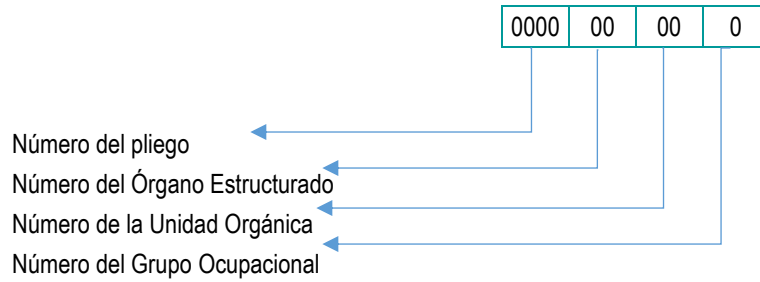 0000 00 00 0
Número del pliego
Número del Órgano Estructurado
Número de la Unidad Orgánica
Número del Grupo Ocupacional